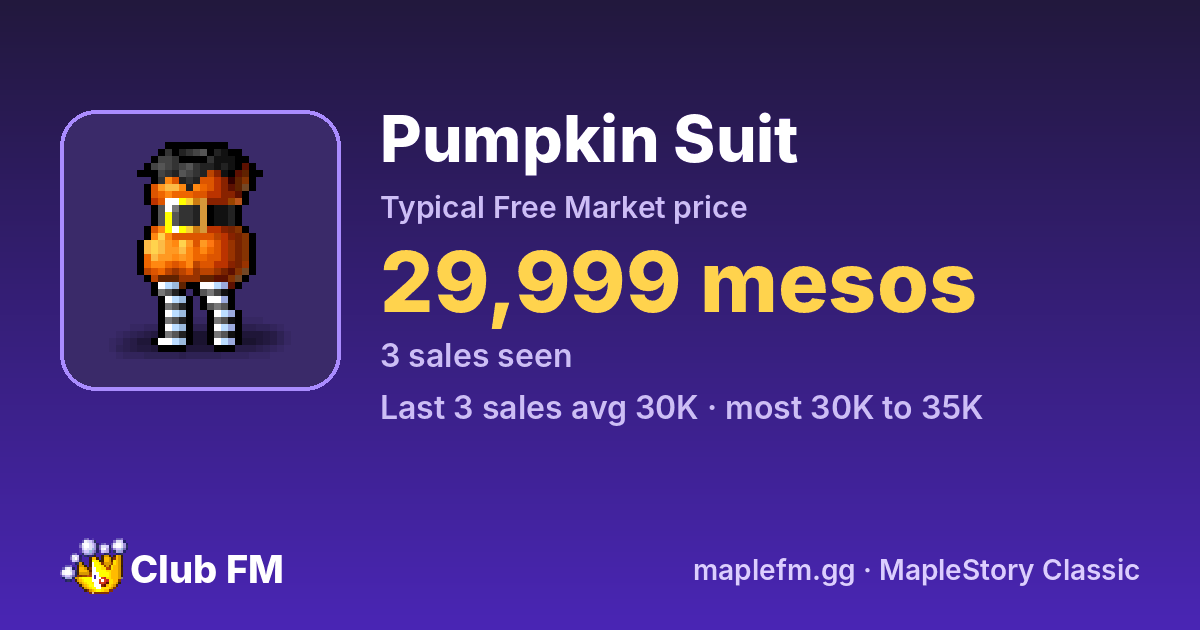 Pumpkin Suit
Typical Free Market price
29,999 mesos
3 sales seen
Last 3 sales avg 30K · most 30K to 35K
Club FM
maplefm.gg · MapleStory Classic